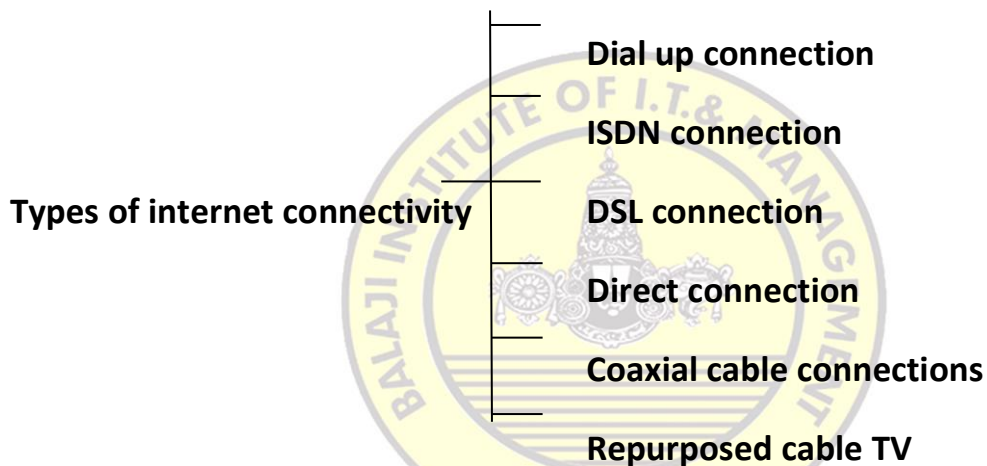 Dial up connection
ISDN connection
Types of internet connectivity
DSL connection
Direct connection
Coaxial cable connections
Repurposed cable TV
BALAJI INSTITUTE OF I.T.& MANAGEMENT